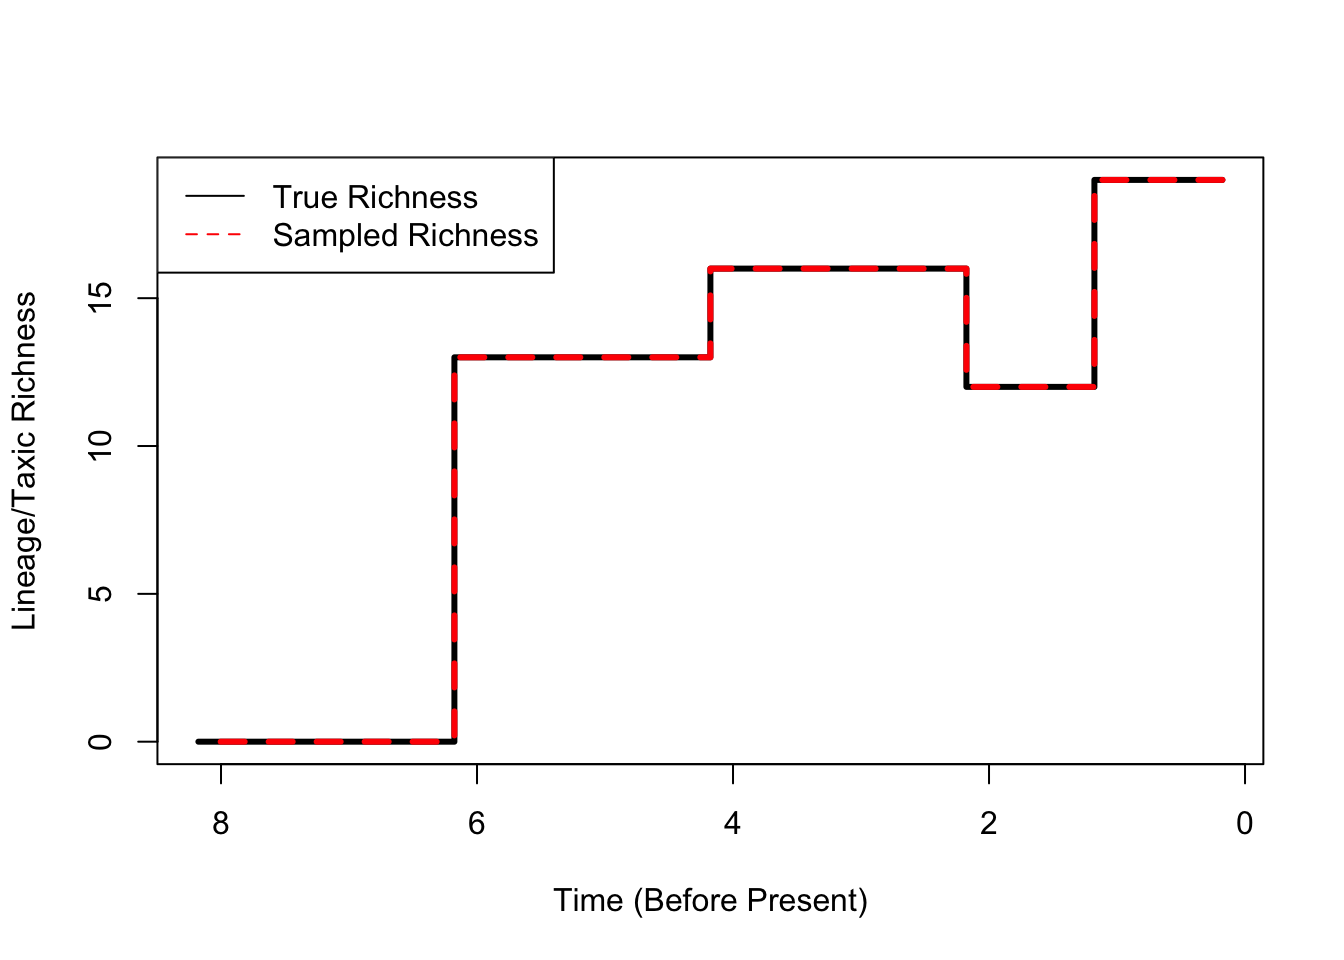 True Richness
Sampled Richness
Lineage/Taxic Richness
15
10
5
0
8 6 4 2 0
Time (Before Present)